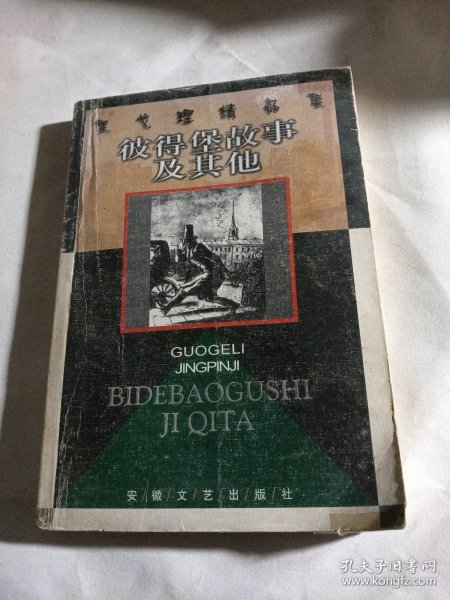 果戈理精品集
彼得堡故事
及其他
GUOGELI
JINGPINJI
BIDEBAOGUSHI
JI QITA
安/徽/文/艺/出/版/社
孔夫子旧书网
www.kongfz.com